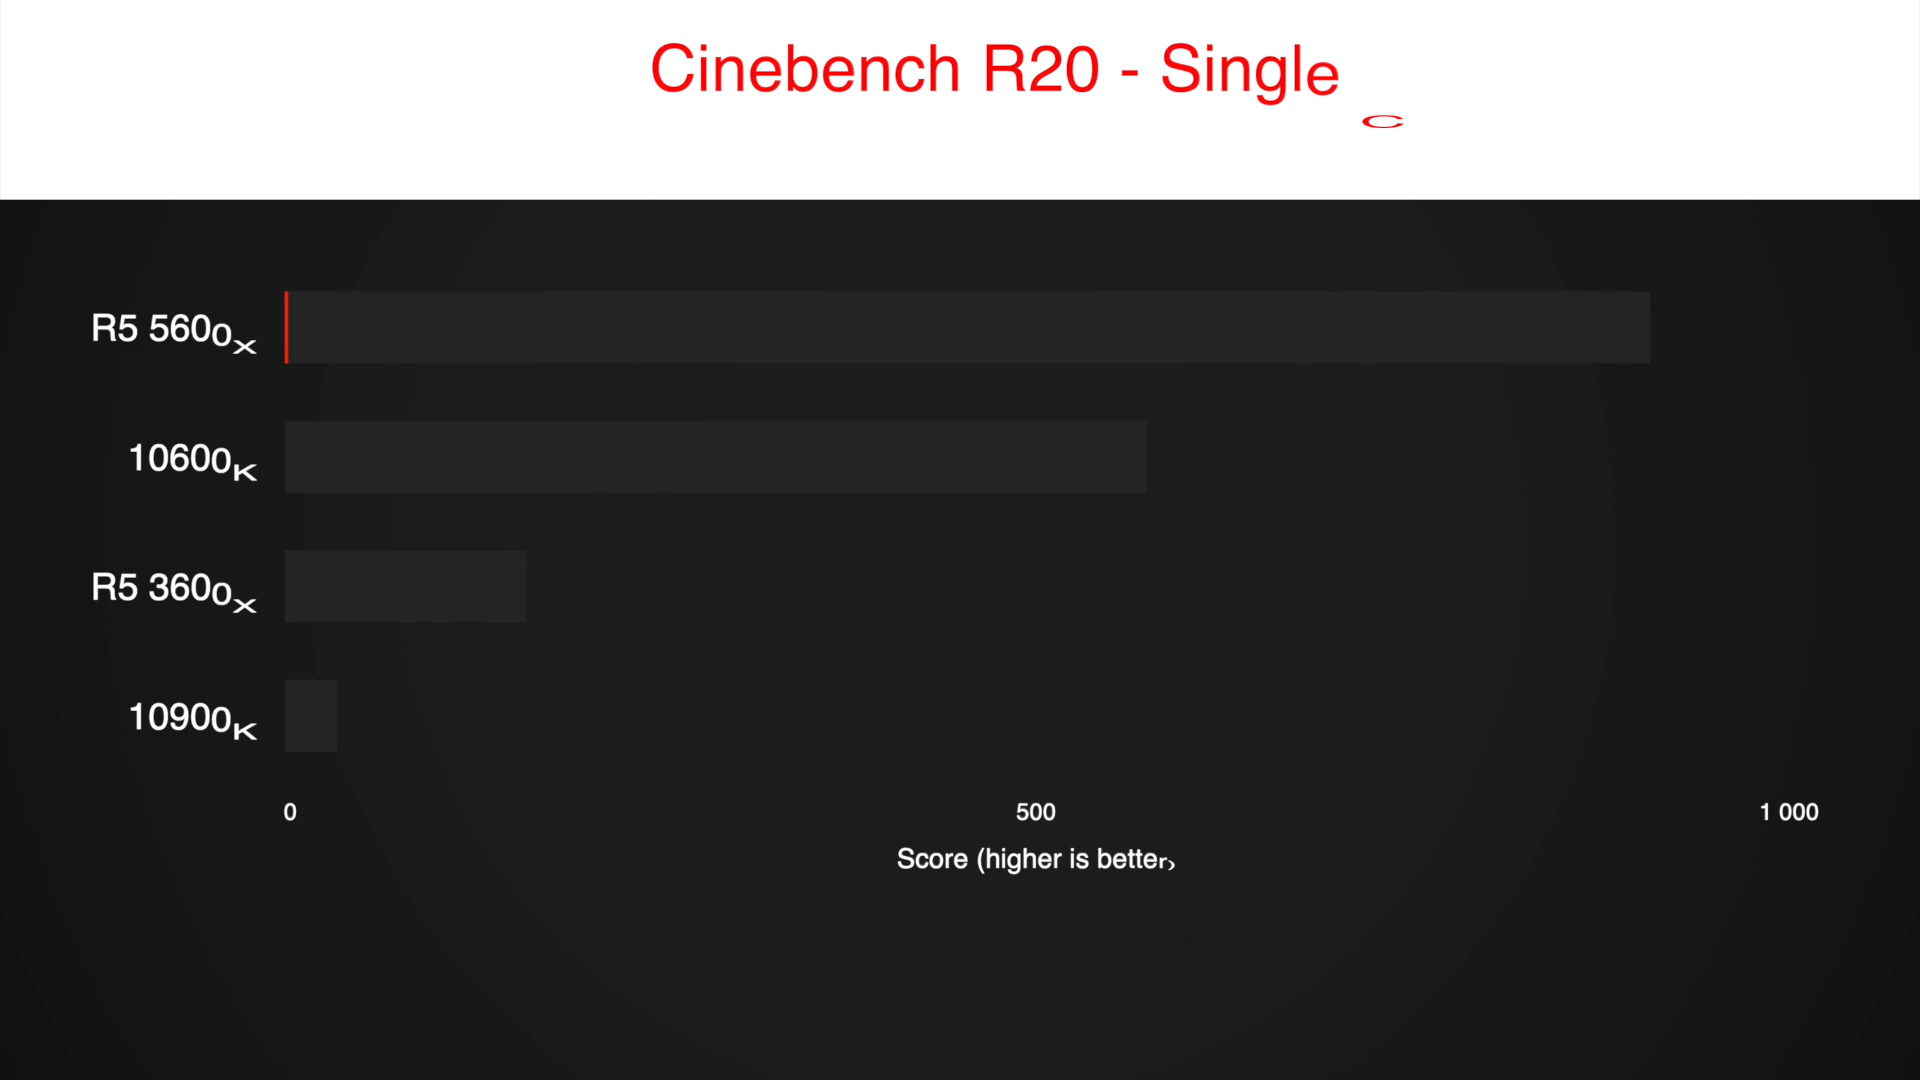 Cinebench R20 - Single C
R5 5600X
10600K
R5 3600X
10900K
0 500 1 000
Score (higher is better)